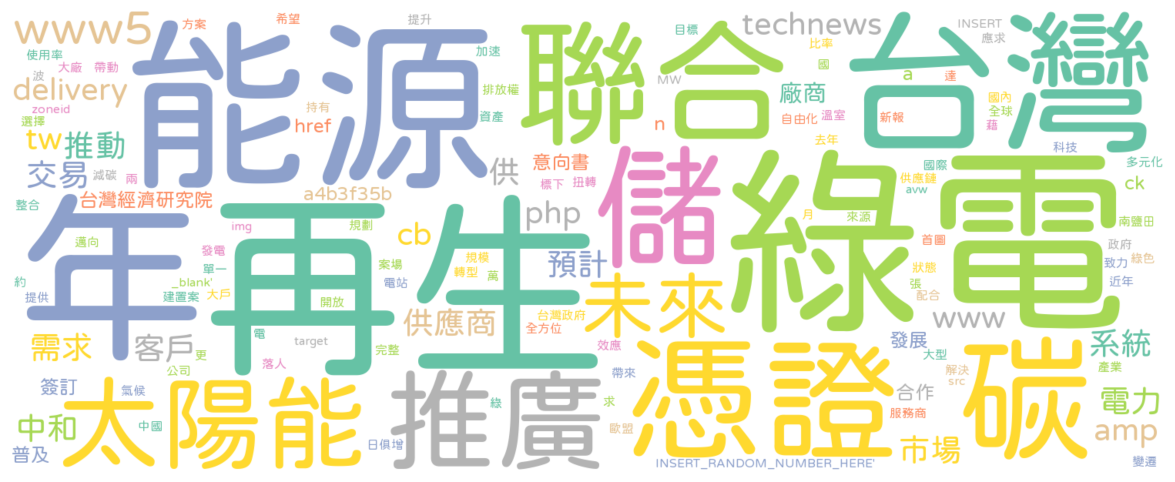 www5
方案
希望
提升
technews
INSERT
應求
目標
比率
國
使用率
大廠
帶動
波
加速
能源
聯合
台灣
delivery
zoneid
選擇
排放權
MW
廠商
a
達
國內
全球
藉
tw
推動
持有
href
資產
n
自由化
溫室
新報
去年
科技
交易
減碳
兩
供
意向書
標下
扭轉
儲
綠電
國際
供應鏈
avw
多元化
ck
整合
台灣經濟研究院
a4b3f35b
年
再生
php
月
來源
南鹽田
邁向
img
規劃
cb
首圖
政府
綠色
發電
單一
案場
規模
轉型
萬
預計
狀態
張
致力
近年
約
提供
_blank'
建置案
大戶
開放
電站
未來
配合
電
台灣政府
全方位
供應商
www
需求
客戶
更
公司
target
落人
完整
效應
憑證
發展
大型
系統
碳
簽訂
氣候
太陽能
推廣
帶來
解決
src
產業
合作
電力
中和
中國
綠
求
歐盟
服務商
amp
普及
日俱增
市場
INSERT_RANDOM_NUMBER_HERE'
變遷